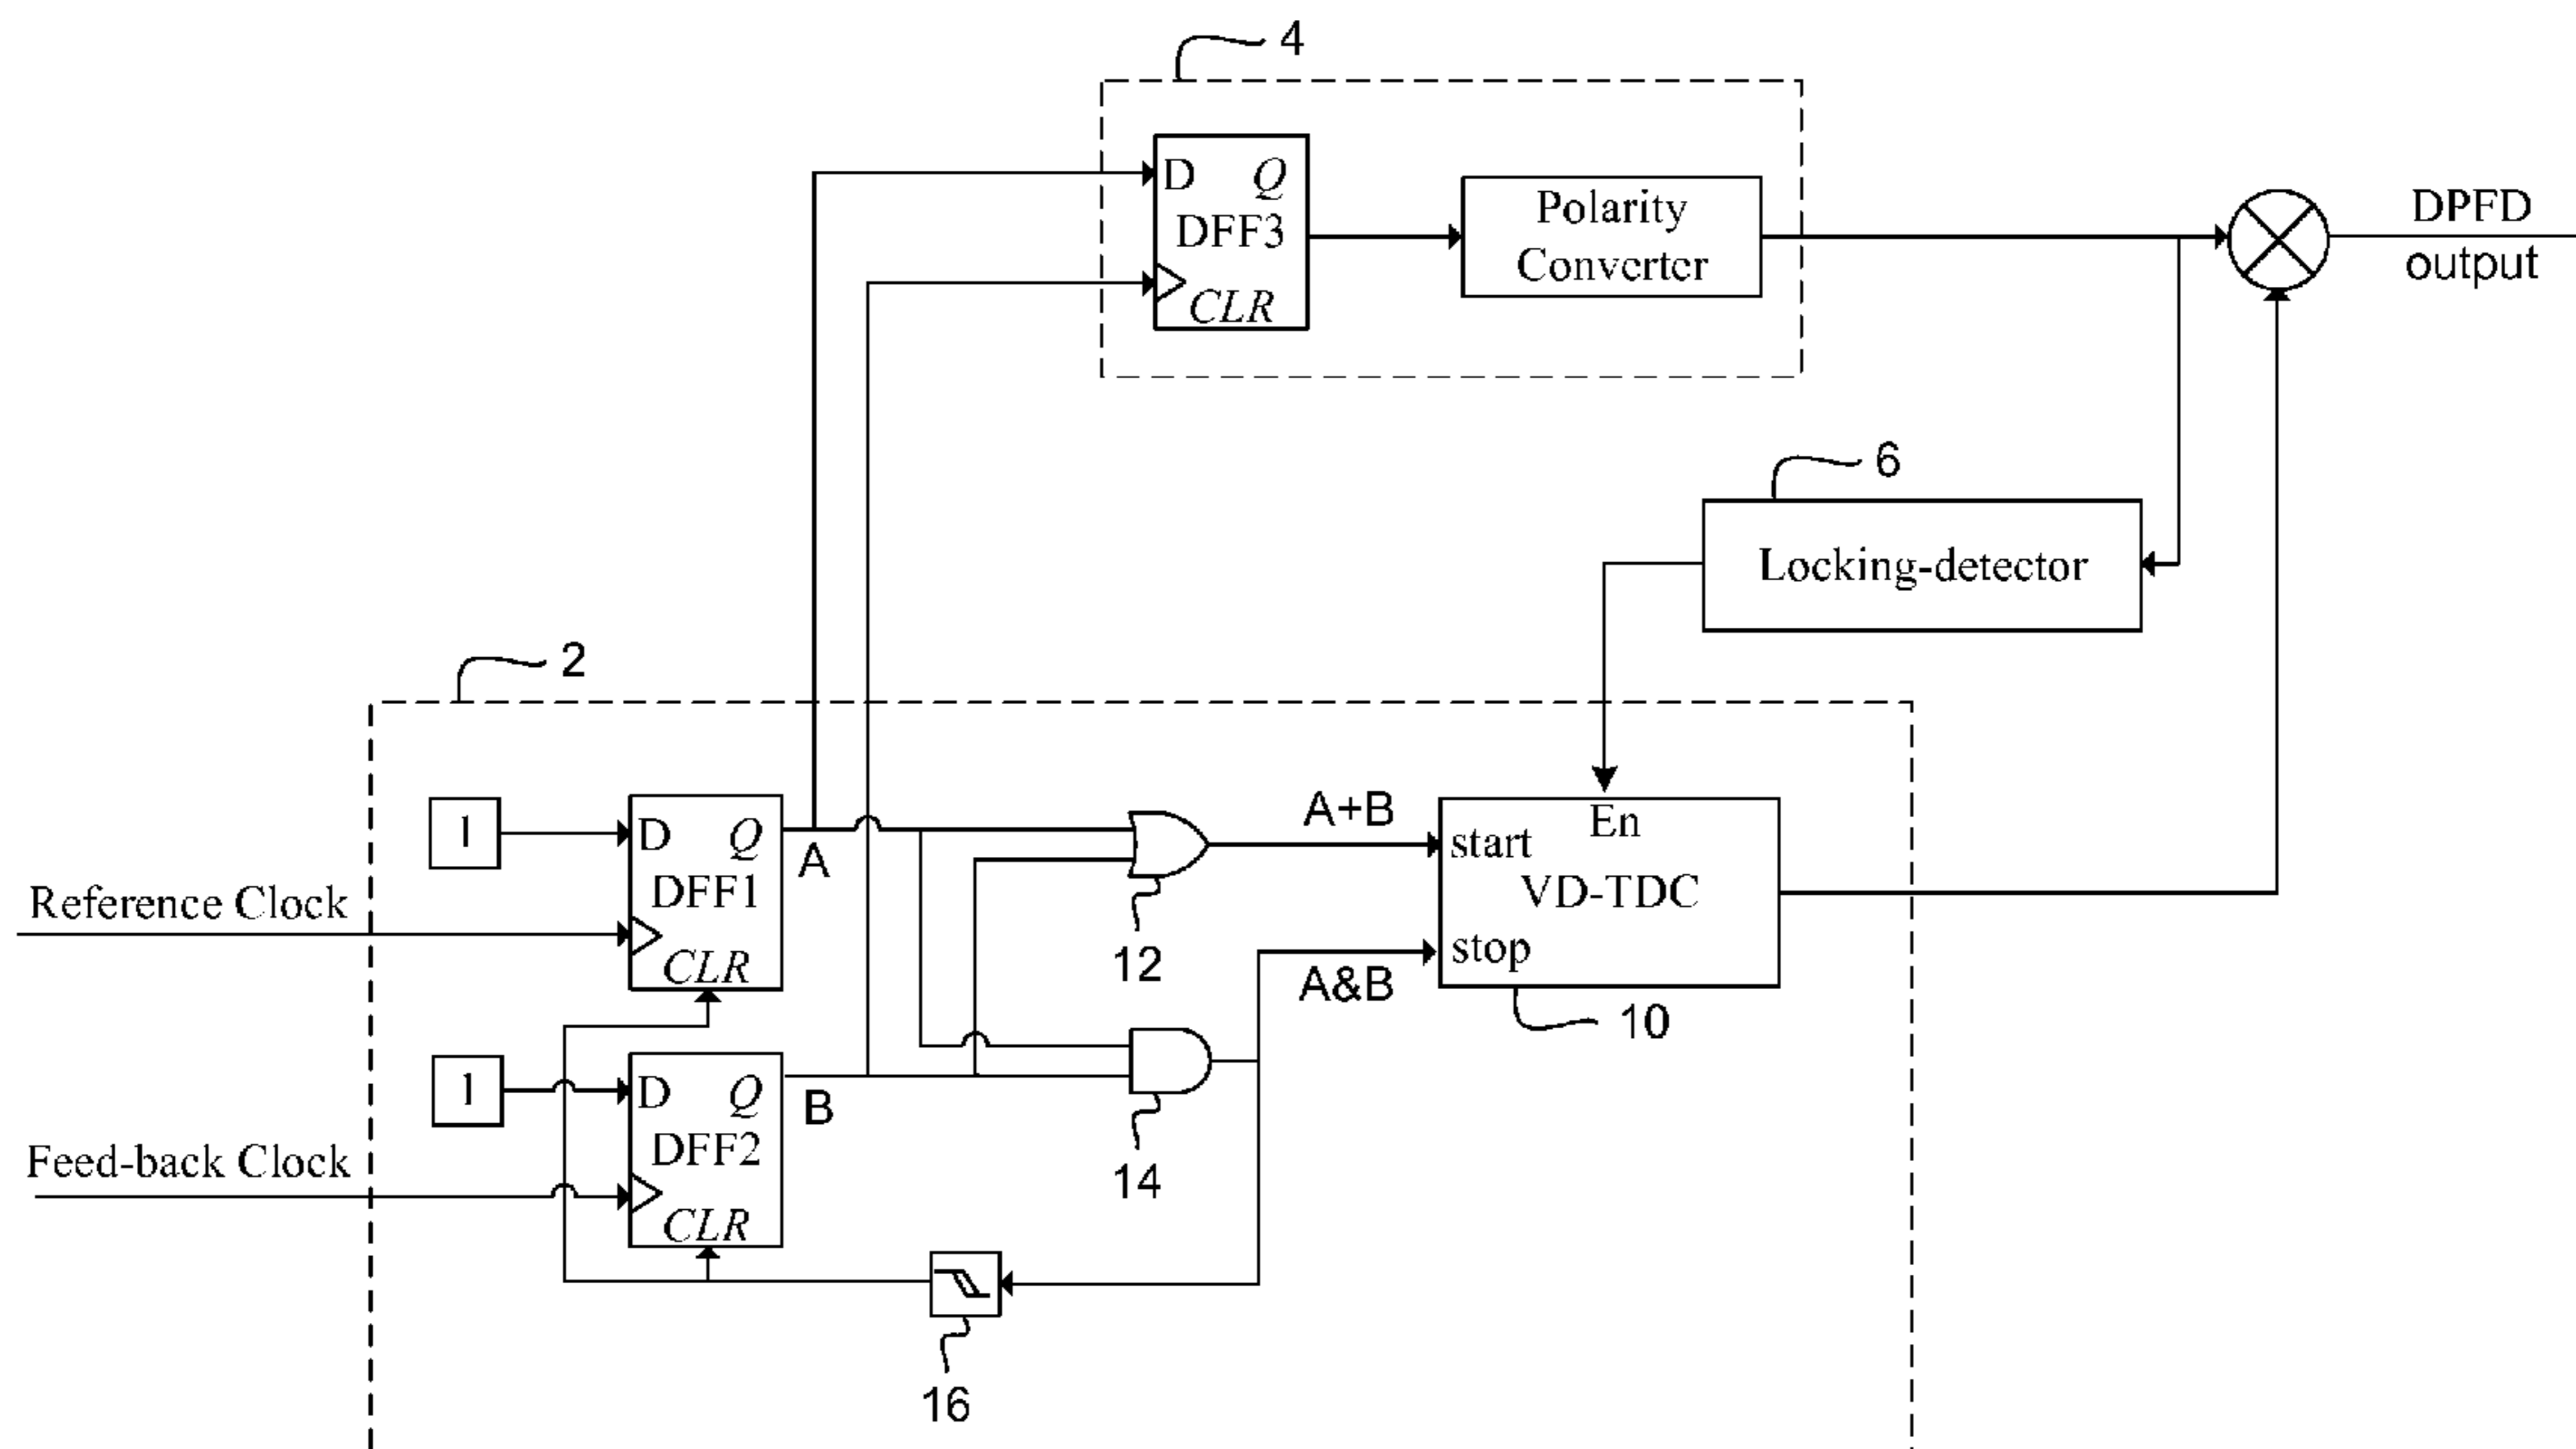 4
D Q
DFF3
CLR
Polarity
Converter
DPFD
output
6
Locking-detector
2
1
D Q
DFF1
CLR
A
Reference Clock
12
A+B
En
start
VD-TDC
stop
A&B
10
1
D Q
DFF2
CLR
B
Feed-back Clock
14
16